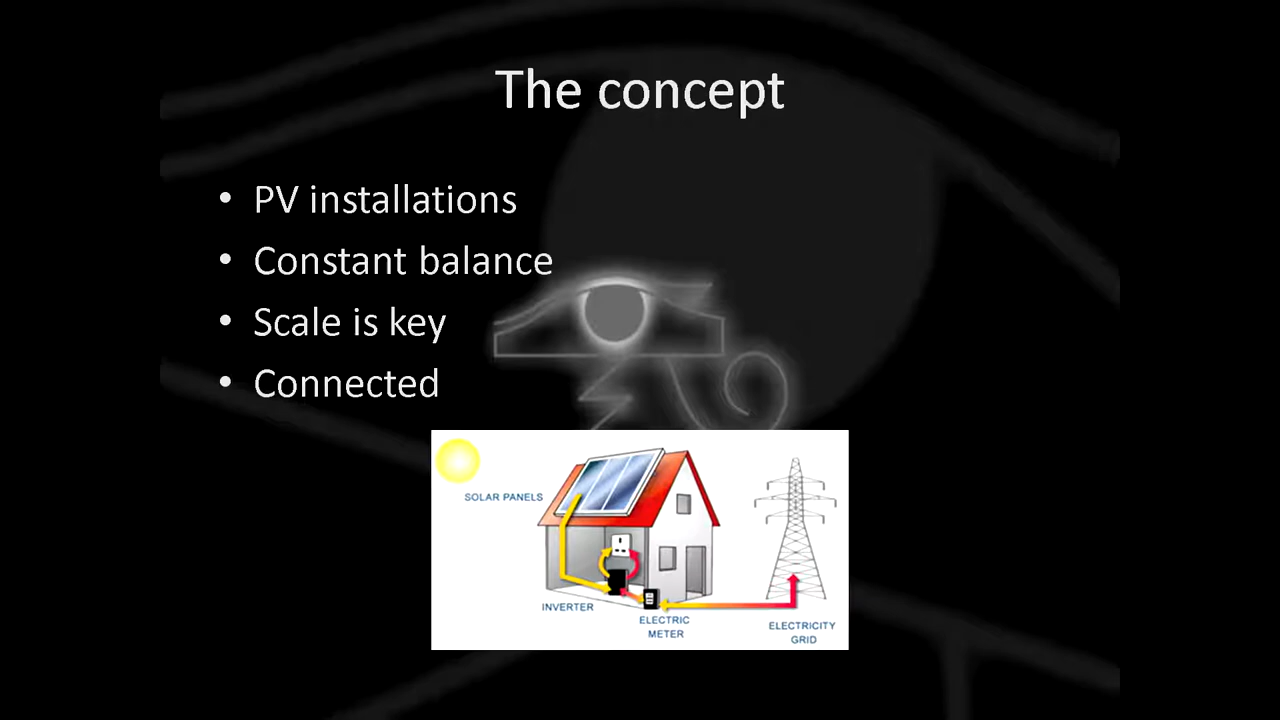 The concept
• PV installations
• Constant balance
• Scale is key
• Connected
SOLAR PANELS
INVERTER
ELECTRIC
METER
ELECTRICITY
GRID